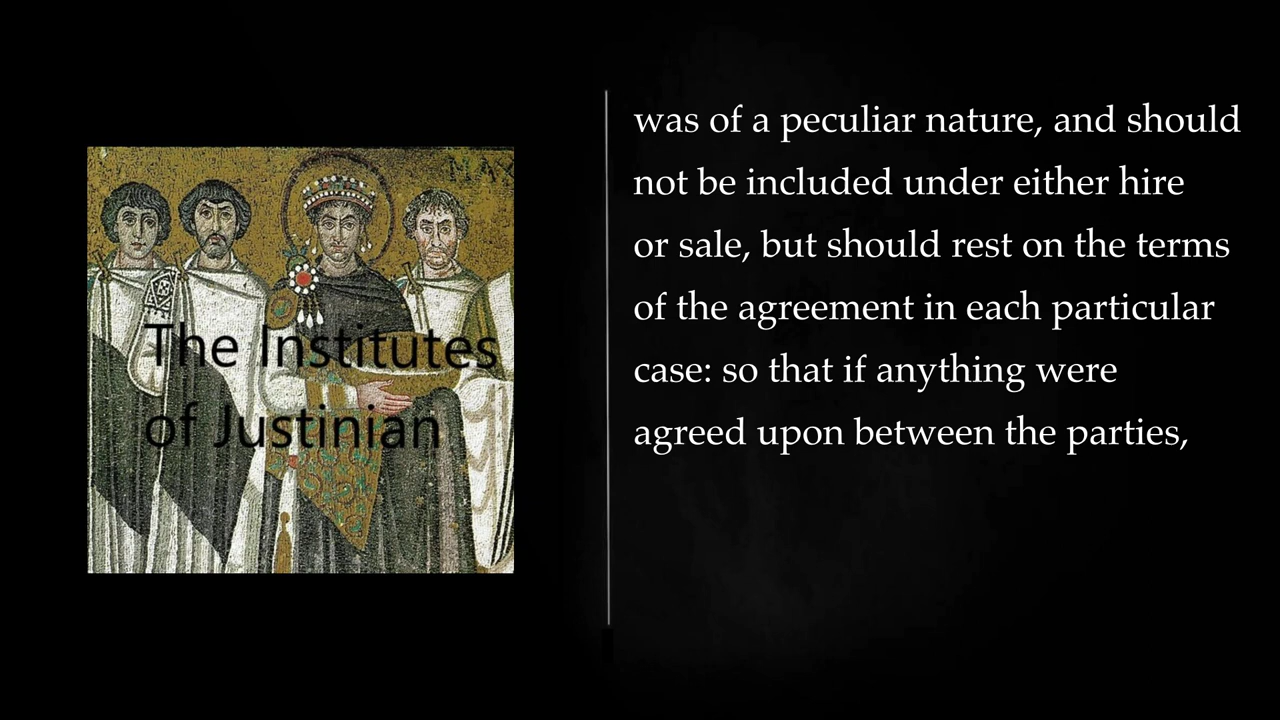 MAX
The Institutes
of Justinian
was of a peculiar nature, and should
not be included under either hire
or sale, but should rest on the terms
of the agreement in each particular
case: so that if anything were
agreed upon between the parties,